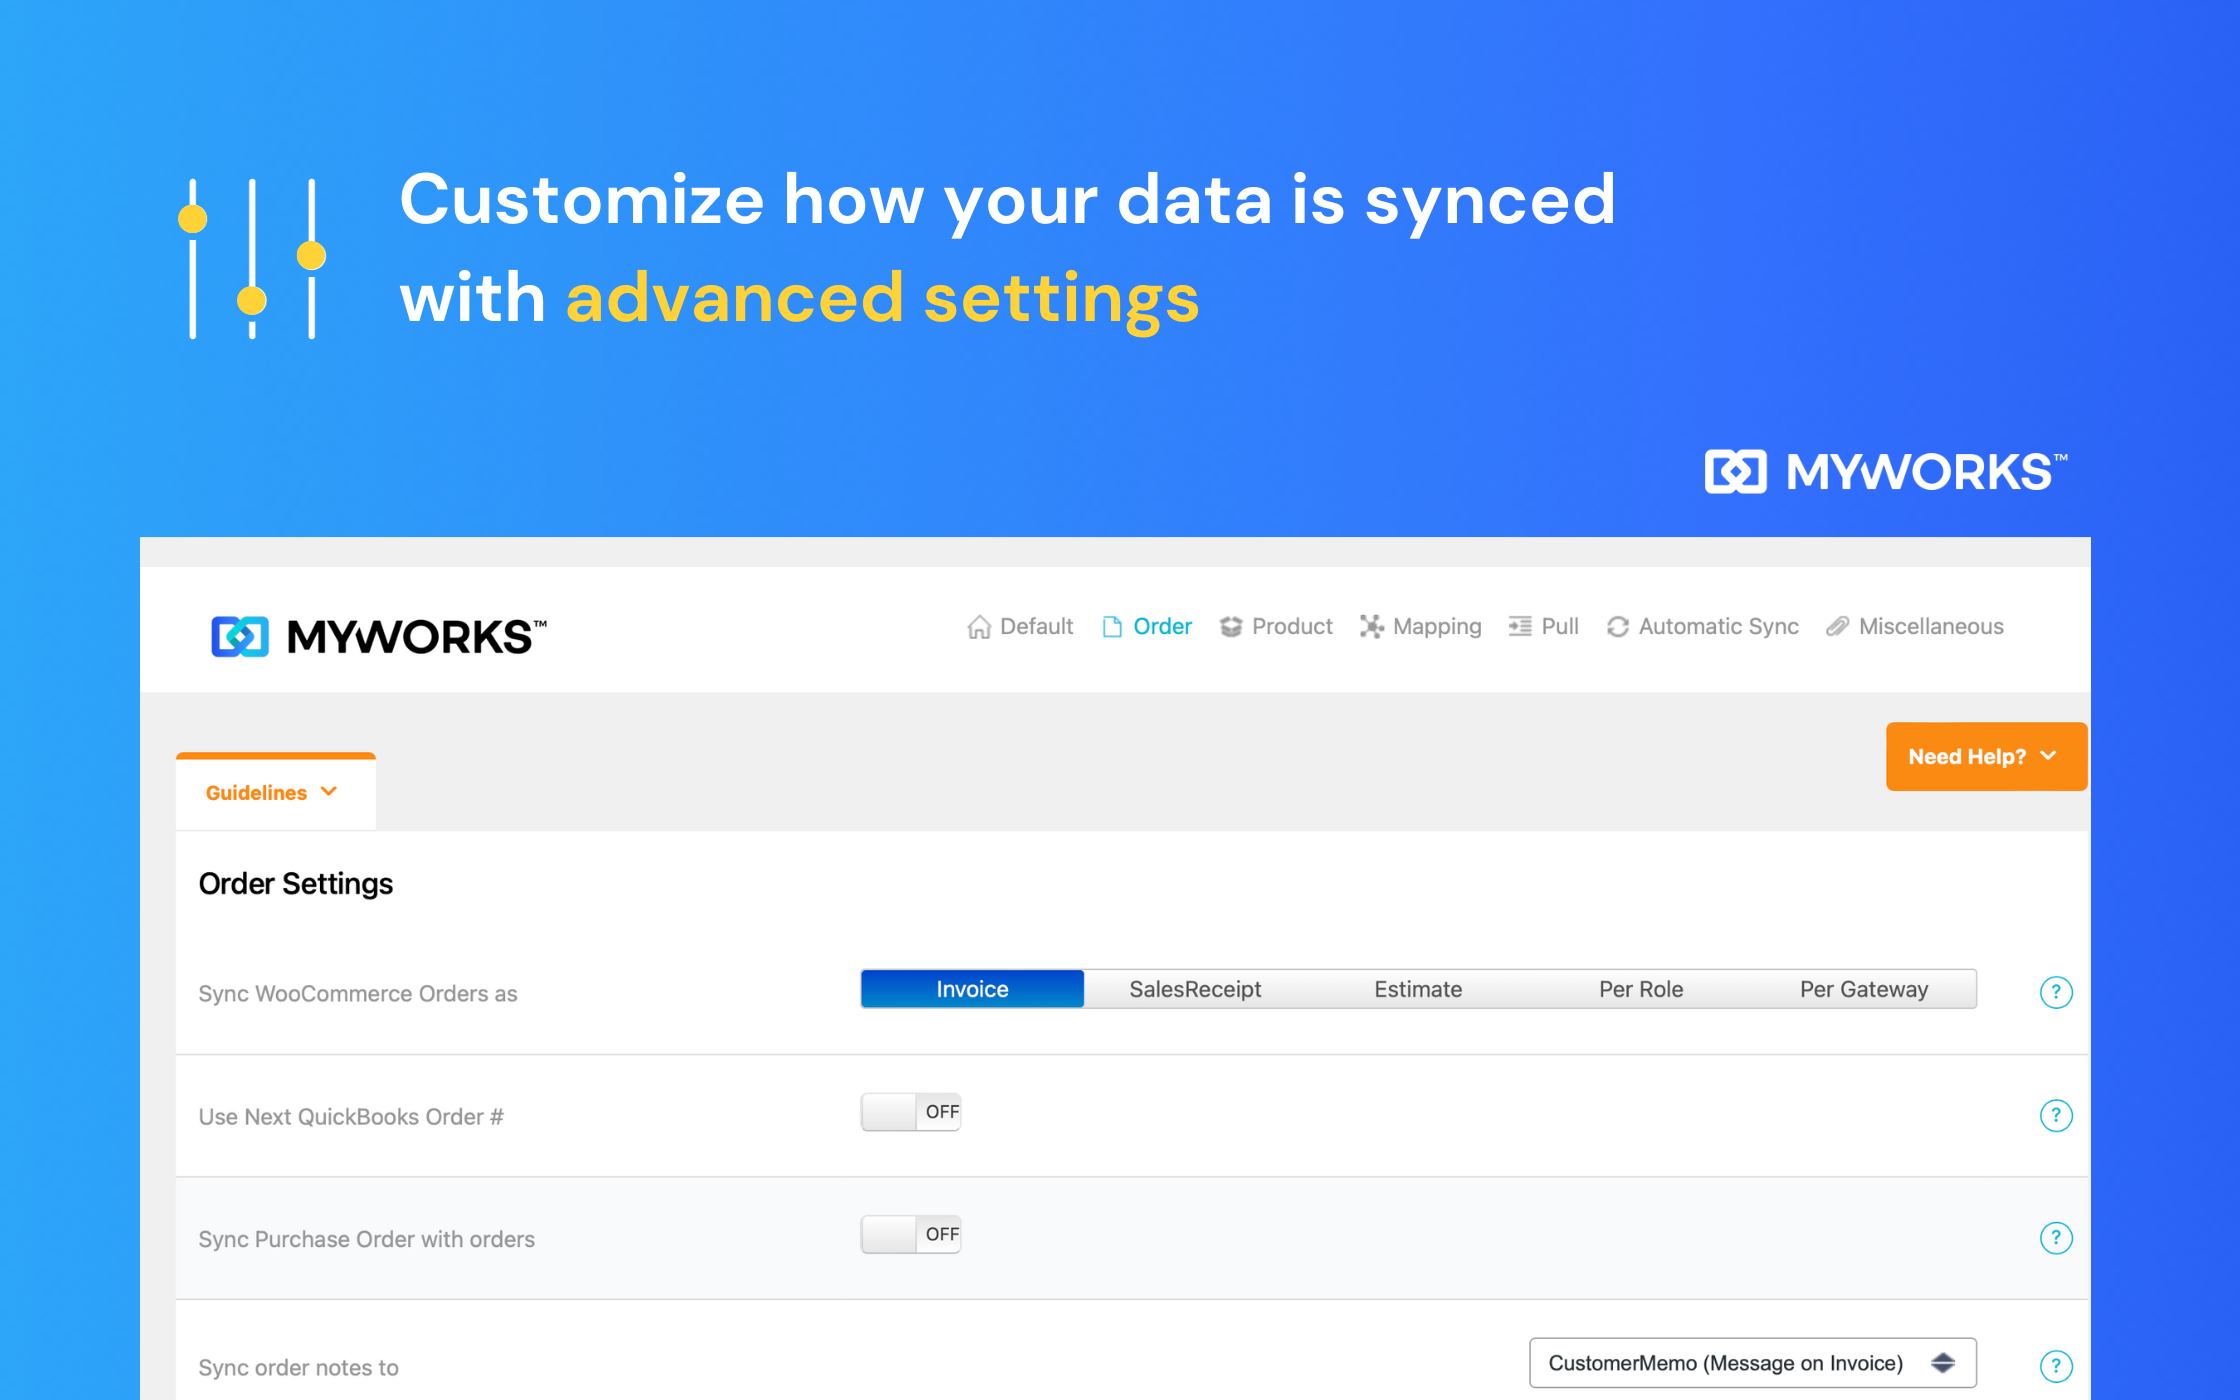 Customize how your data is synced
with advanced settings
MYWORKS™
MYWORKS™
Default Order Product Mapping Pull Automatic Sync Miscellaneous
Need Help?
Guidelines
Order Settings
Sync WooCommerce Orders as Invoice SalesReceipt Estimate Per Role Per Gateway ?
Use Next QuickBooks Order # OFF ?
Sync Purchase Order with orders OFF ?
Sync order notes to CustomerMemo (Message on Invoice) ?